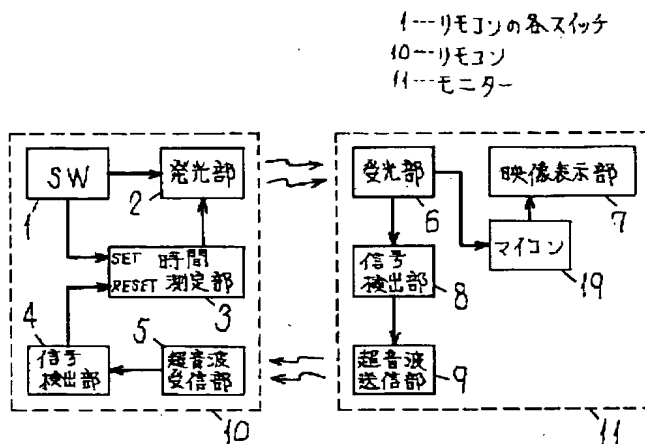 1…リモコンの各スイッチ
10…リモコン
11…モニター
SW
1
発光部
2
SET 時間
RESET 測定部
3
4
信号
検出部
5
超音波
受信部
10
受光部
6
映像表示部
7
マイコン
19
信号
検出部
8
超音波
送信部
9
11